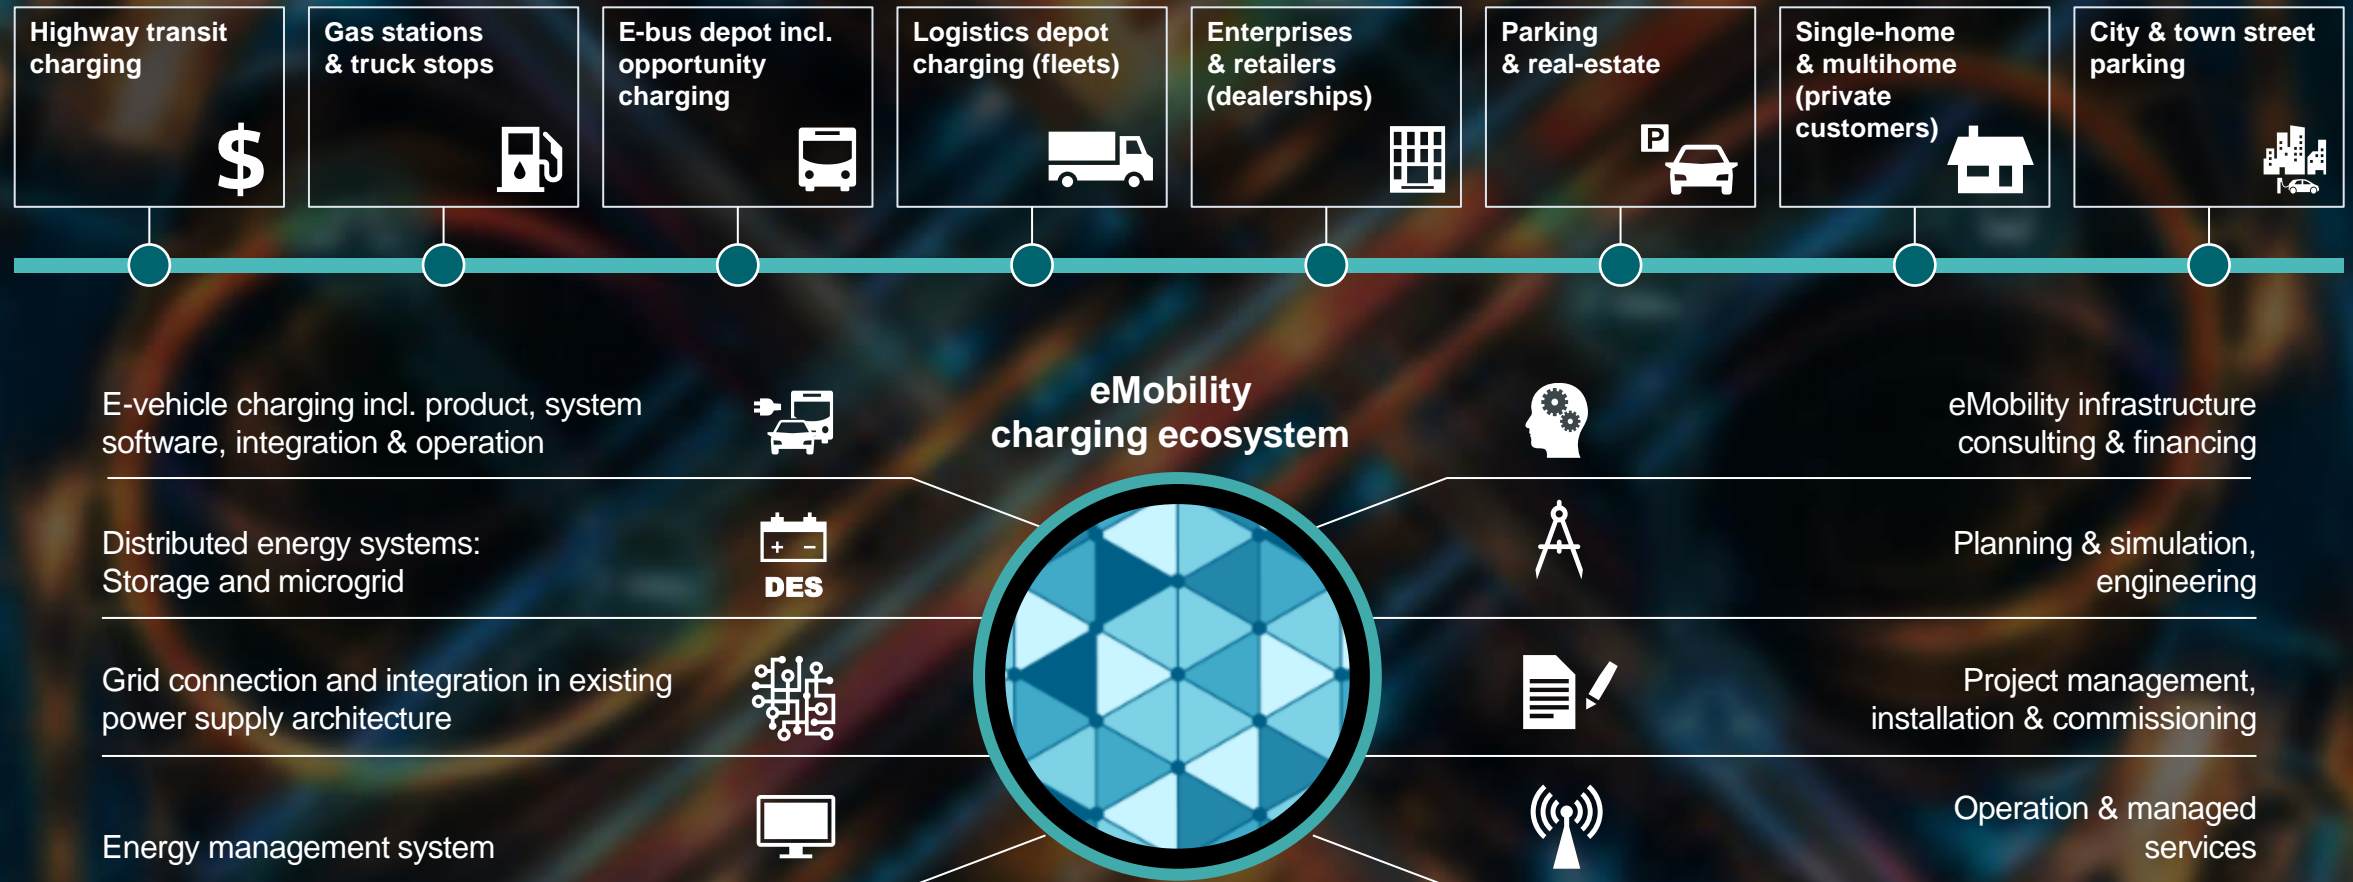 Highway transit
charging
$
Gas stations
& truck stops
E-bus depot incl.
opportunity
charging
Logistics depot
charging (fleets)
Enterprises
& retailers
(dealerships)
Parking
& real-estate
P
Single-home
& multihome
(private
customers)
City & town street
parking
eMobility
charging ecosystem
E-vehicle charging incl. product, system
software, integration & operation
Distributed energy systems:
Storage and microgrid
+ −
DES
Grid connection and integration in existing
power supply architecture
Energy management system
eMobility infrastructure
consulting & financing
Planning & simulation,
engineering
Project management,
installation & commissioning
Operation & managed
services